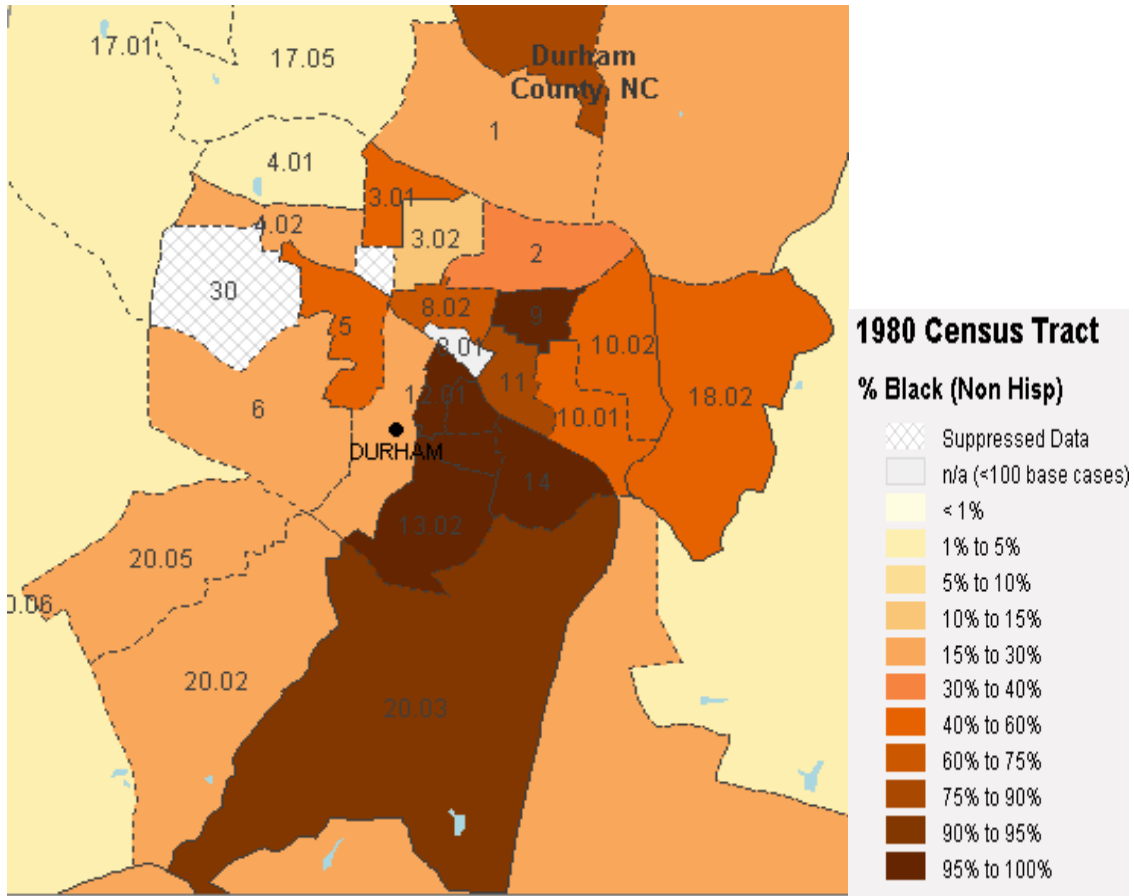 17.01
17.05
Durham
County, NC
1
4.01
3.01
4.02
3.02
2
30
8.02
9
5
8.01
10.02
11
12.01
18.02
6
10.01
DURHAM
14
13.02
20.05
0.06
20.02
20.03
1980 Census Tract
% Black (Non Hisp)
Suppressed Data
n/a (<100 base cases)
< 1%
1% to 5%
5% to 10%
10% to 15%
15% to 30%
30% to 40%
40% to 60%
60% to 75%
75% to 90%
90% to 95%
95% to 100%